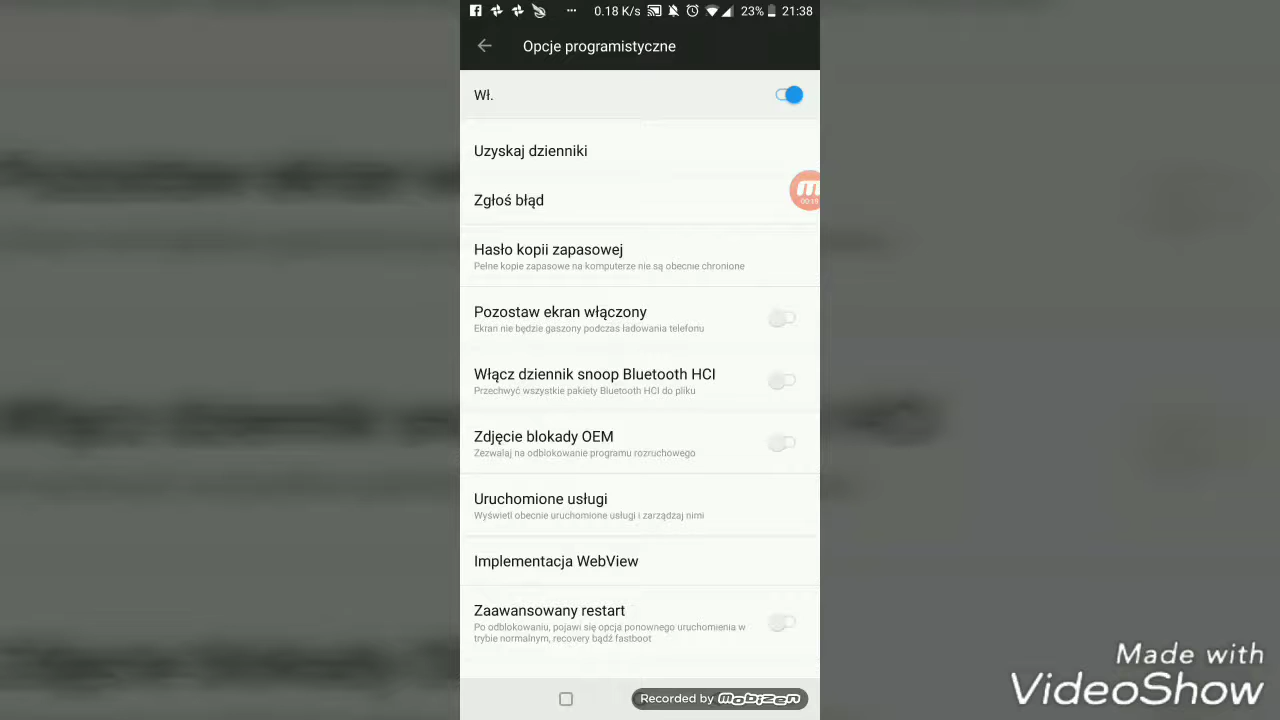 0.18 K/s 23% 21:38
Opcje programistyczne
Wł.
Uzyskaj dzienniki
00:19
Zgłoś błąd
Hasło kopii zapasowej
Pełne kopie zapasowe na komputerze nie są obecnie chronione
Pozostaw ekran włączony
Ekran nie będzie gaszony podczas ładowania telefonu
Włącz dziennik snoop Bluetooth HCI
Przechwyć wszystkie pakiety Bluetooth HCI do pliku
Zdjęcie blokady OEM
Zezwalaj na odblokowanie programu rozruchowego
Uruchomione usługi
Wyświetl obecnie uruchomione usługi i zarządzaj nimi
Implementacja WebView
Zaawansowany restart
Po odblokowaniu, pojawi się opcja ponownego uruchomienia w
trybie normalnym, recovery bądź fastboot
Recorded by mobizen
Made with
VideoShow